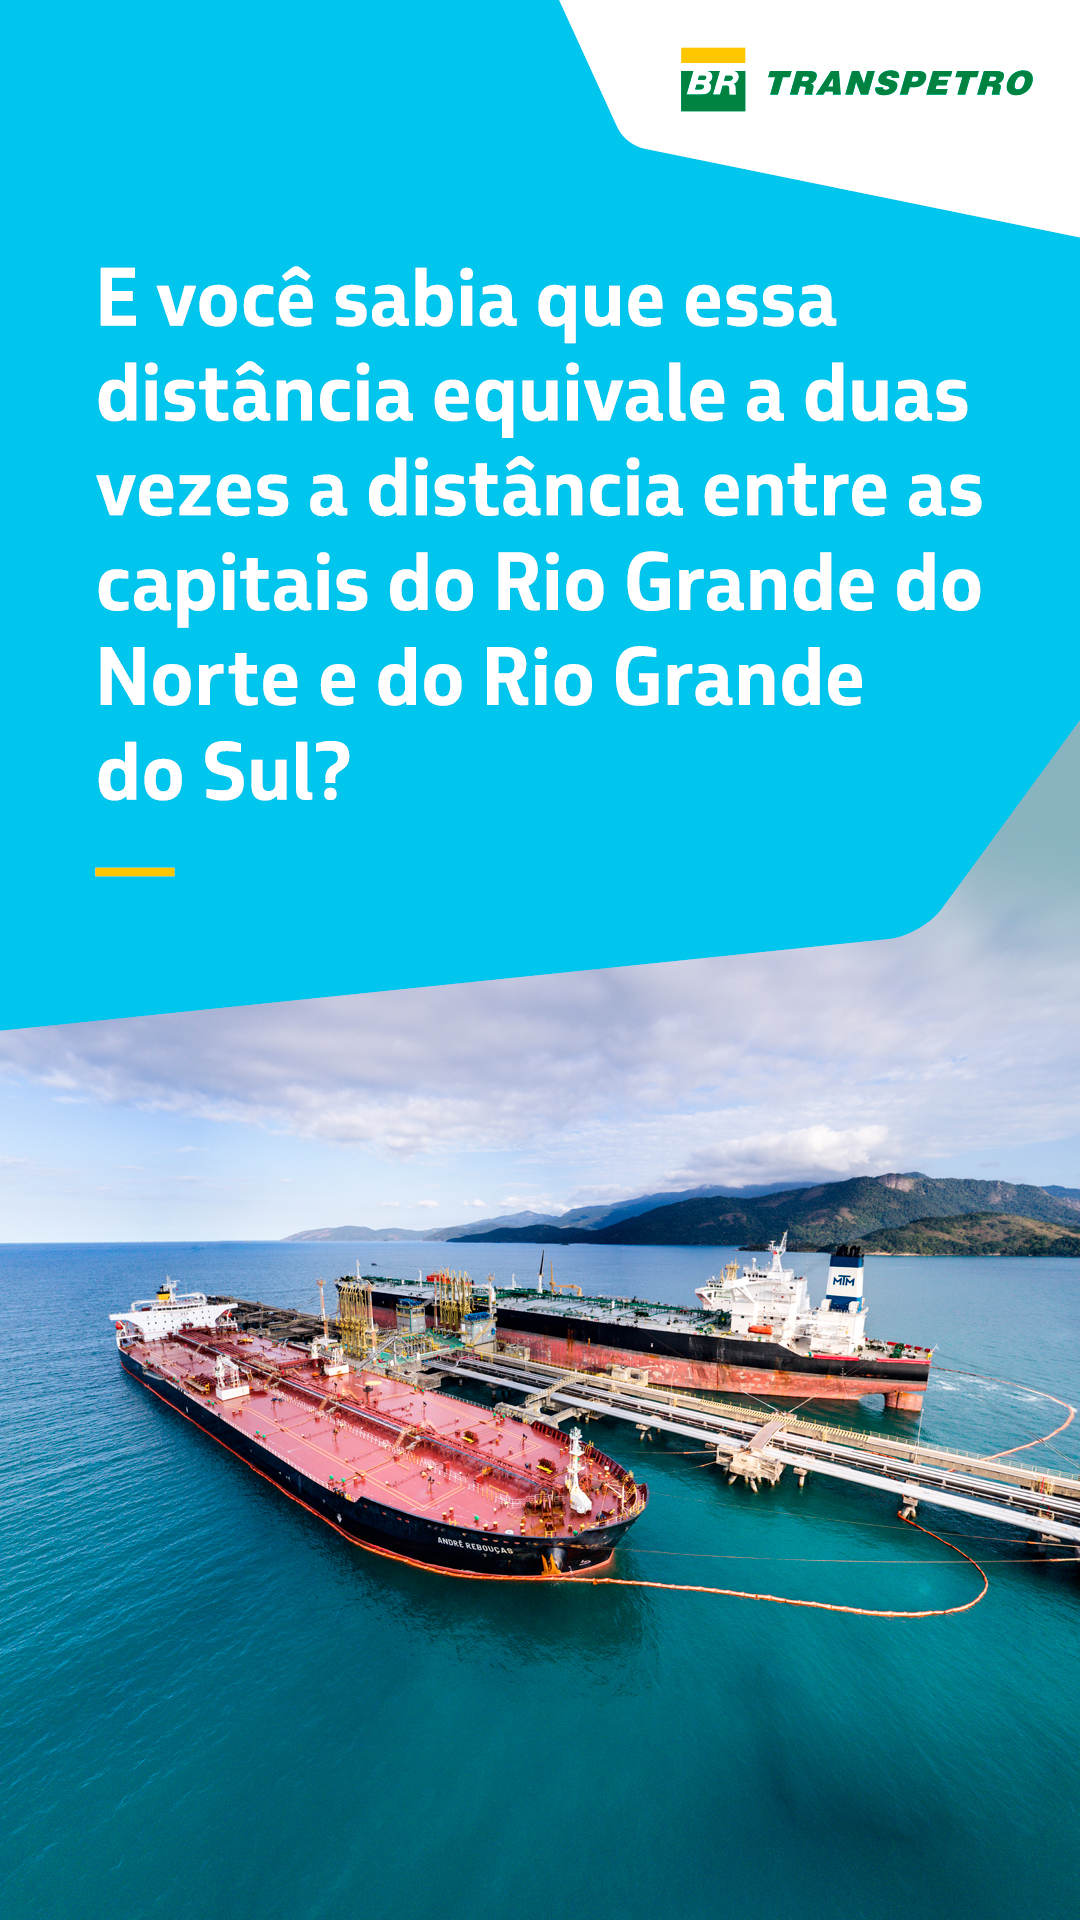 BR TRANSPETRO
E você sabia que essa
distância equivale a duas
vezes a distância entre as
capitais do Rio Grande do
Norte e do Rio Grande
do Sul?
MTM
ANDRÉ REBOUÇAS